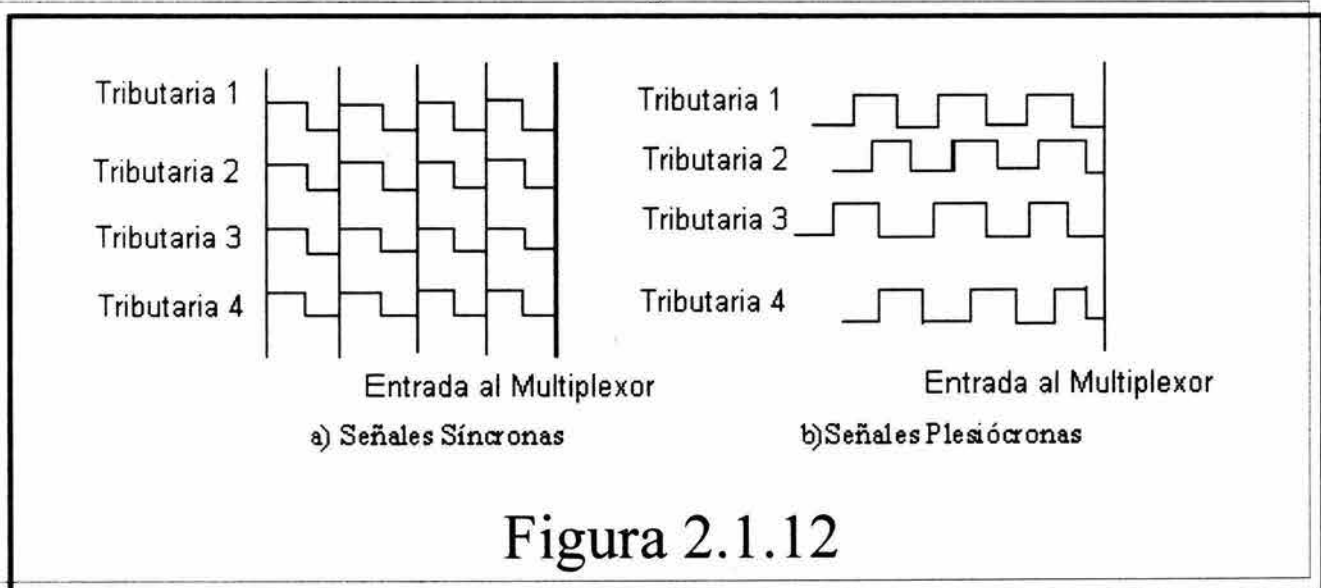 Tributaria 1
Tributaria 2
Tributaria 3
Tributaria 4
Entrada al Multiplexor
a) Señales Síncronas
Tributaria 1
Tributaria 2
Tributaria 3
Tributaria 4
Entrada al Multiplexor
b)Señales Plesiócronas
Figura 2.1.12